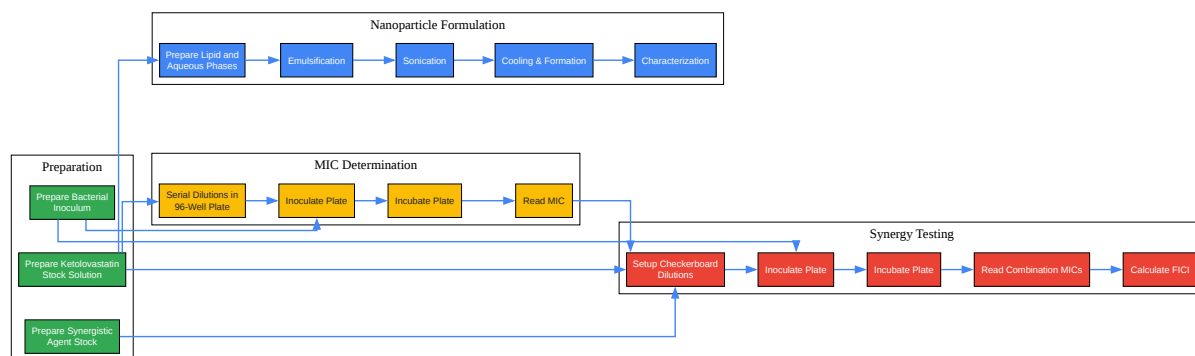 Nanoparticle Formulation
Prepare Lipid and
Aqueous Phases
Emulsification
Sonication
Cooling & Formation
Characterization
Preparation
Prepare Bacterial
Inoculum
Prepare Ketolovastatin
Stock Solution
Prepare Synergistic
Agent Stock
MIC Determination
Serial Dilutions in
96-Well Plate
Inoculate Plate
Incubate Plate
Read MIC
Synergy Testing
Setup Checkerboard
Dilutions
Inoculate Plate
Incubate Plate
Read Combination MICs
Calculate FICI